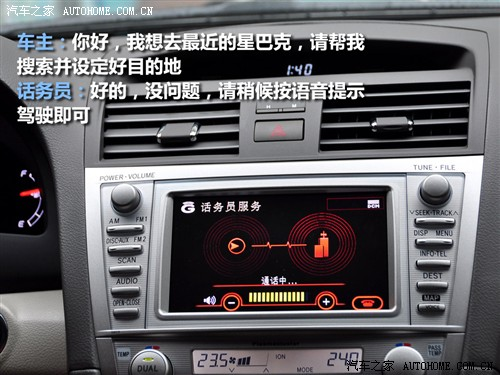 汽车之家 AUTOHOME.COM.CN
车主：你好，我想去最近的星巴克，请帮我
搜索并设定好目的地
话务员：好的，没问题，请稍候按语音提示
驾驶即可
1:40
POWER·VOLUME
TUNE·FILE
G 话务员服务
AM FM1
DISC·AUX FM2
SCAN
AUDIO
OPEN·CLOSE
SEEK·TRACK
DISP MENU
INFO·TEL
DEST
MAP
通话中...
TEMP
DUAL
23.5
ION
24.0
PASS TEMP
汽车之家 AUTOHOME.COM.CN